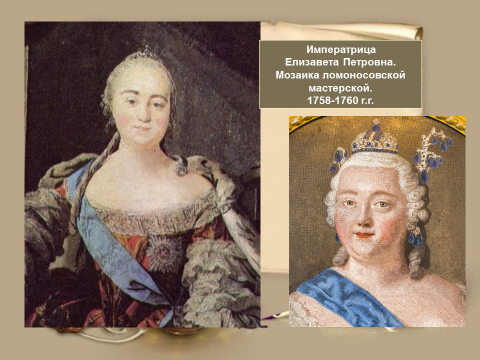 Императрица
Елизавета Петровна.
Мозаика ломоносовской
мастерской.
1758-1760 г.г.